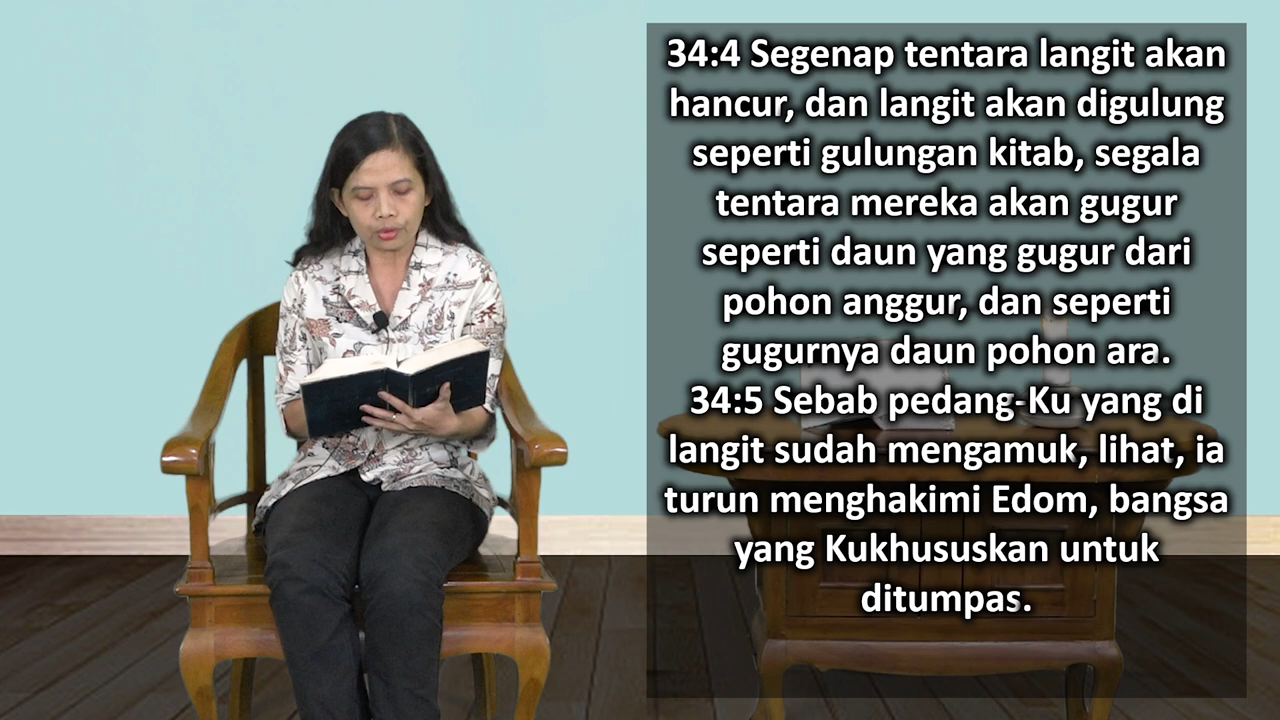 34:4 Segenap tentara langit akan
hancur, dan langit akan digulung
seperti gulungan kitab, segala
tentara mereka akan gugur
seperti daun yang gugur dari
pohon anggur, dan seperti
gugurnya daun pohon ara.
34:5 Sebab pedang-Ku yang di
langit sudah mengamuk, lihat, ia
turun menghakimi Edom, bangsa
yang Kukhususkan untuk
ditumpas.